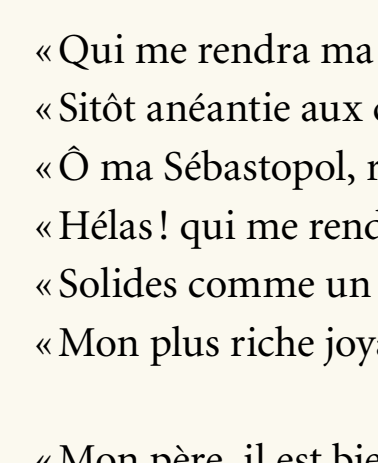 « Qui me rendra ma
« Sitôt anéantie aux
« Ô ma Sébastopol,
« Hélas ! qui me rend
« Solides comme un
« Mon plus riche joy
« Mon père, il est bie